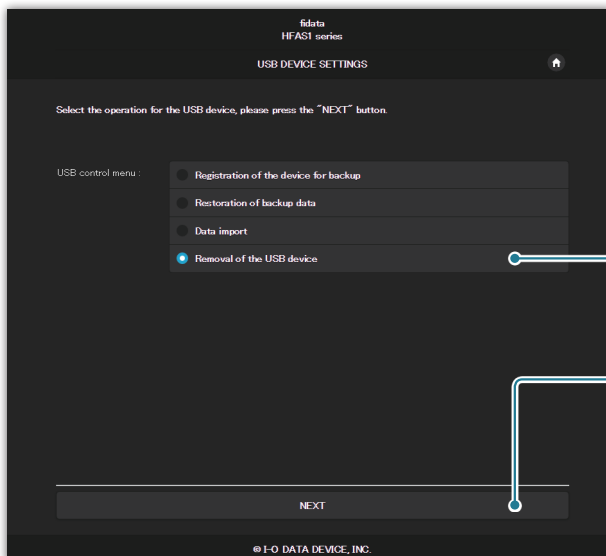 fidata
HFAS1 series
USB DEVICE SETTINGS
Select the operation for the USB device, please press the "NEXT" button.
USB control menu :
Registration of the device for backup
Restoration of backup data
Data import
Removal of the USB device
NEXT
© I-O DATA DEVICE, INC.